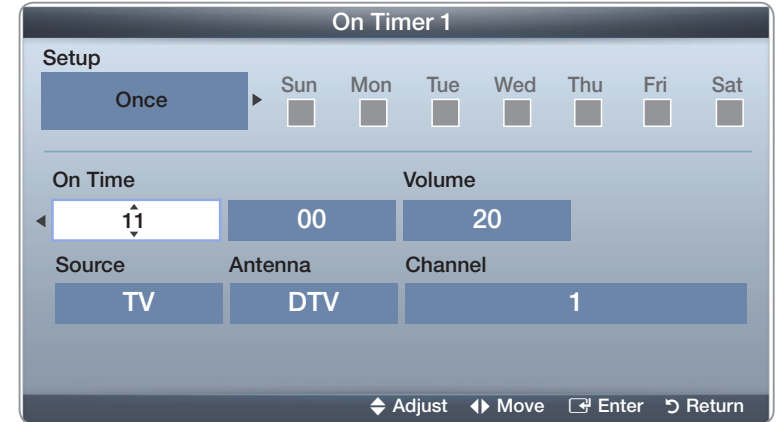 On Timer 1
Setup
Once Sun Mon Tue Wed Thu Fri Sat
On Time Volume
11 00 20
Source Antenna Channel
TV DTV 1
Adjust Move Enter Return